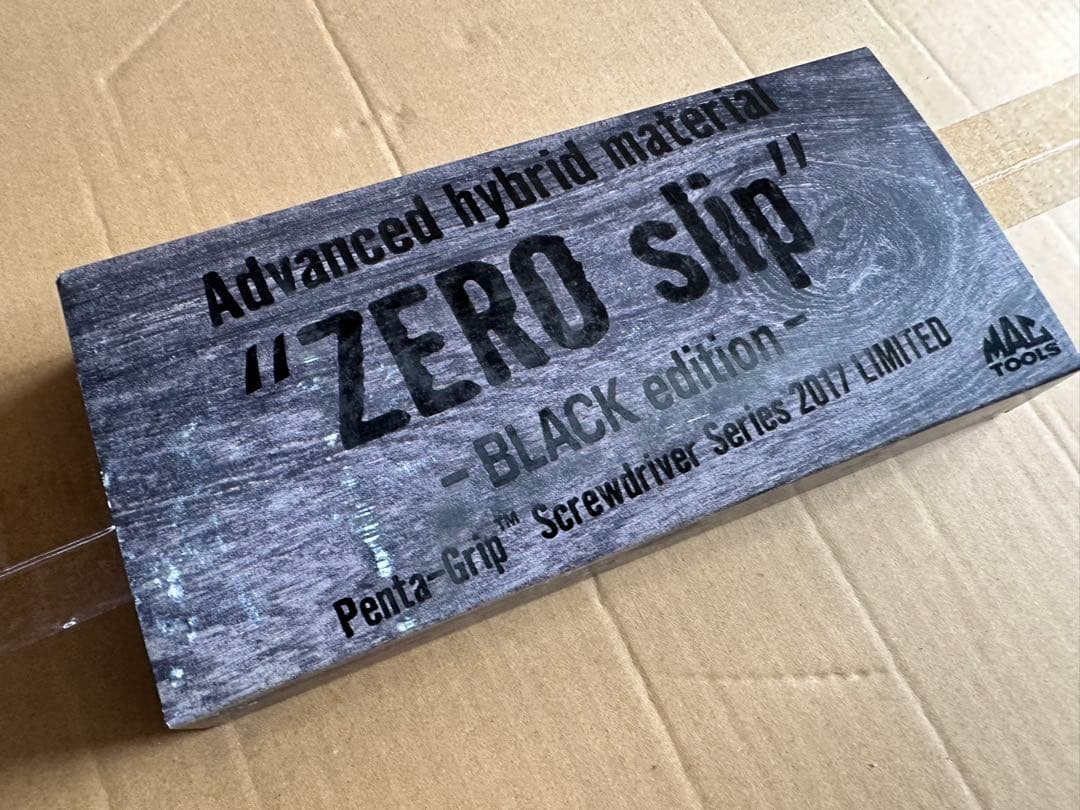 Advanced hybrid material
"ZERO slip"
- BLACK edition -
Penta-Grip™ Screwdriver Series 2017 LIMITED
MAC
TOOLS